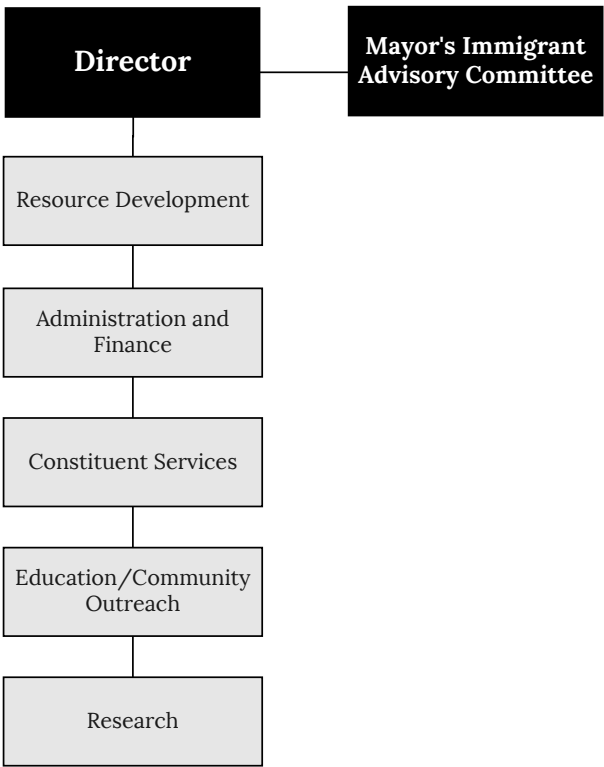 Director
Mayor's Immigrant
Advisory Committee
Resource Development
Administration and
Finance
Constituent Services
Education/Community
Outreach
Research